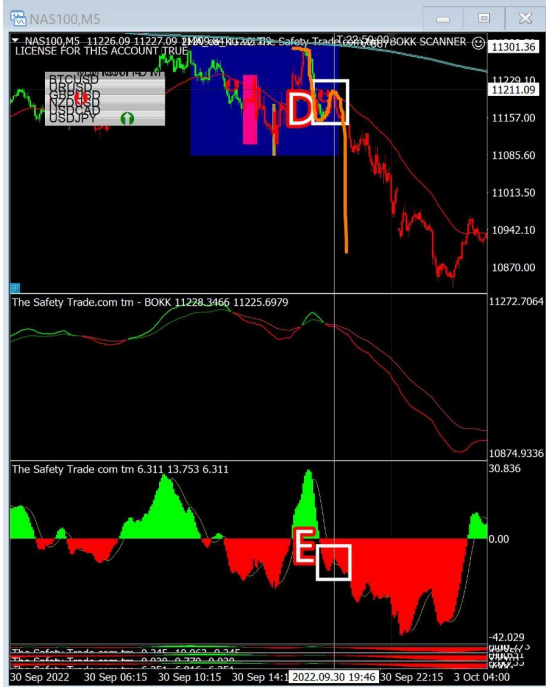 NAS100,M5
NAS100,M5 11226.09 11227.09
LICENSE FOR THIS ACCOUNT TRUE
The Safety Trade
BOKK SCANNER
BTCUSD
NZDUSD
USDCAD
USDJPY
D
11301.36
11229.10
11211.09
11157.00
11085.60
11013.50
10942.10
10870.00
The Safety Trade.com tm - BOKK 11228.3466 11225.6979
11272.7064
10874.9336
The Safety Trade com tm 6.311 13.753 6.311
30.836
E
0.00
-42.029
30 Sep 2022
30 Sep 06:15
30 Sep 10:15
30 Sep 14:1
2022.09.30 19:46
30 Sep 22:15
3 Oct 04:00